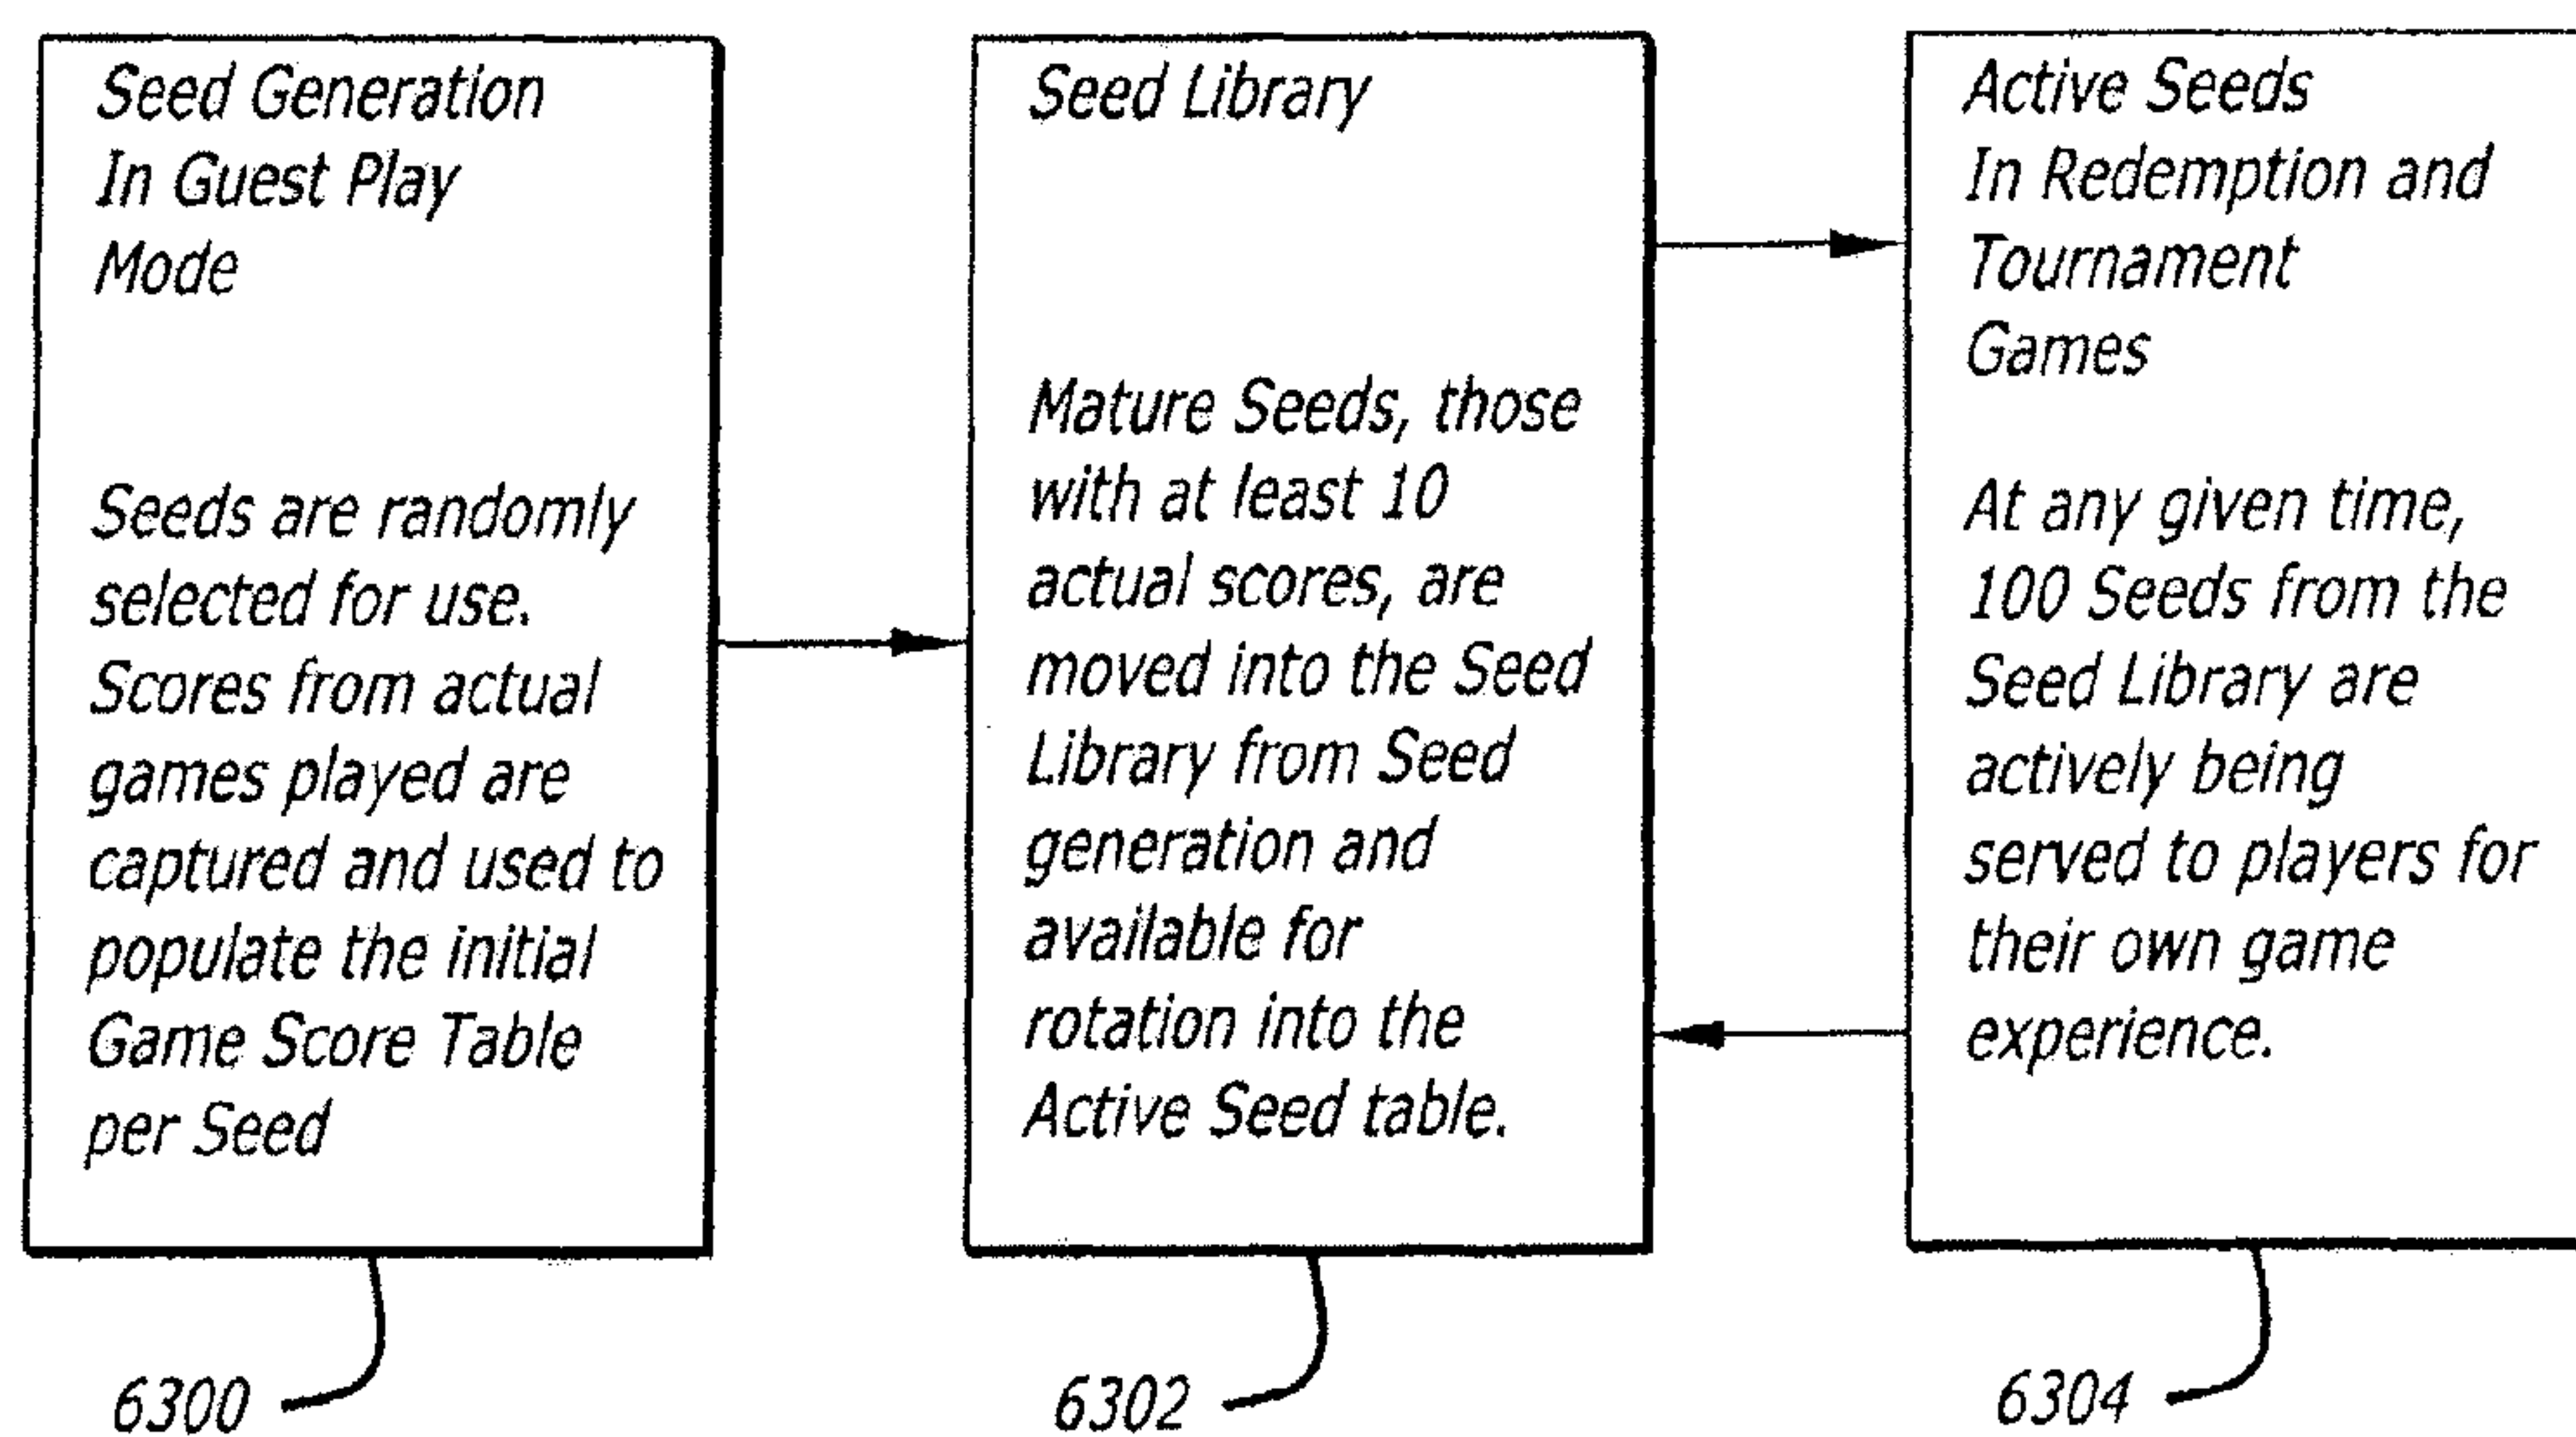 Seed Generation
In Guest Play
Mode
Seeds are randomly
selected for use.
Scores from actual
games played are
captured and used to
populate the initial
Game Score Table
per Seed
6300
Seed Library
Mature Seeds, those
with at least 10
actual scores, are
moved into the Seed
Library from Seed
generation and
available for
rotation into the
Active Seed table.
6302
Active Seeds
In Redemption and
Tournament
Games
At any given time,
100 Seeds from the
Seed Library are
actively being
served to players for
their own game
experience.
6304